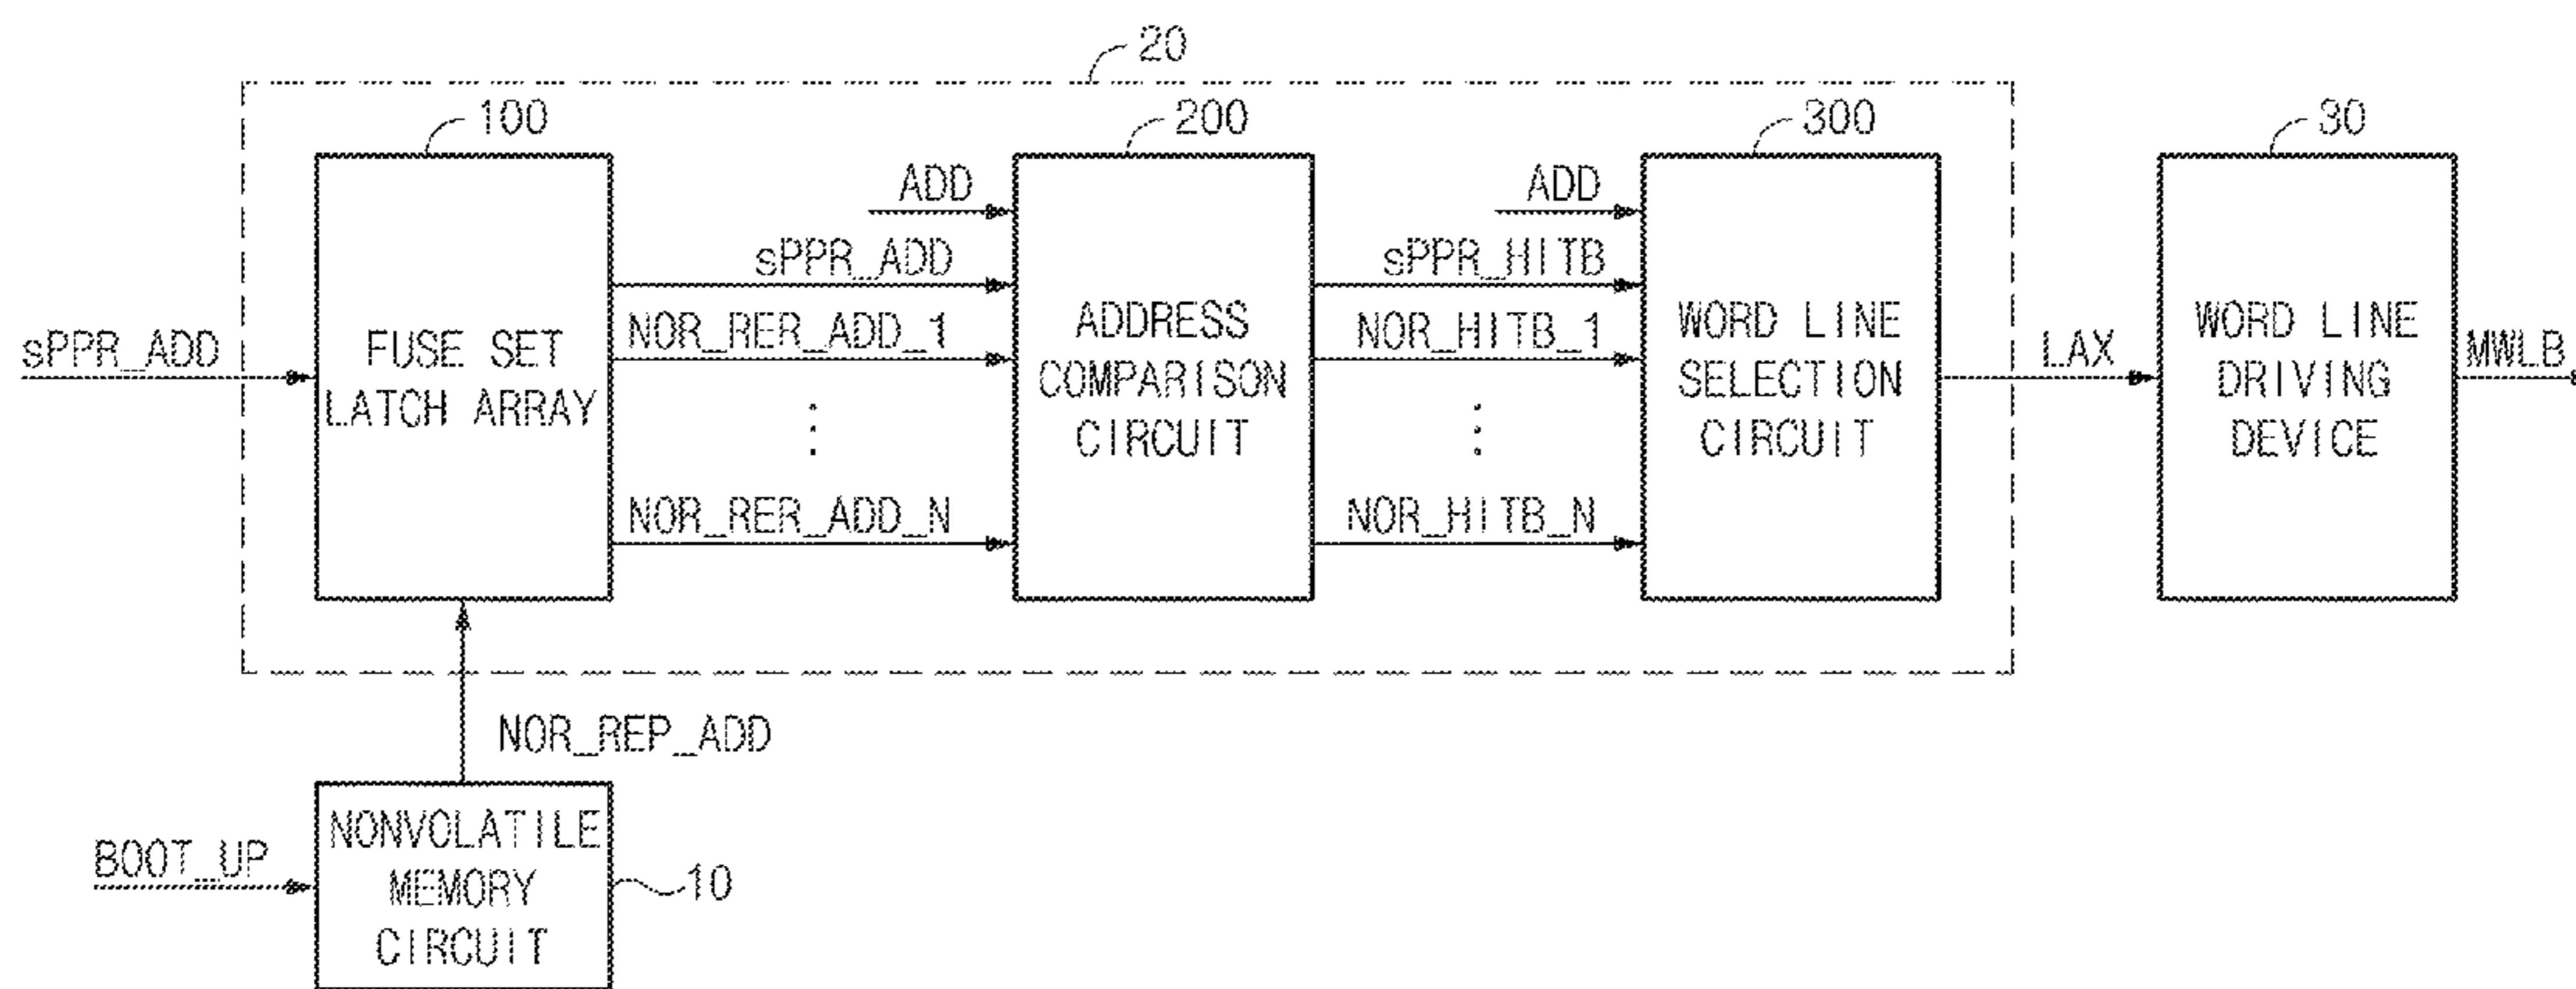 20
100
200
300
30
ADD
ADD
sPPR_ADD
sPPR_HITB
sPPR_ADD
FUSE SET
LATCH ARRAY
NOR_RER_ADD_1
ADDRESS
COMPARISON
CIRCUIT
NOR_HITB_1
WORD LINE
SELECTION
CIRCUIT
LAX
WORD LINE
DRIVING
DEVICE
MWLB
NOR_RER_ADD_N
NOR_HITB_N
NOR_REP_ADD
BOOT_UP
NONVOLATILE
MEMORY
CIRCUIT
10